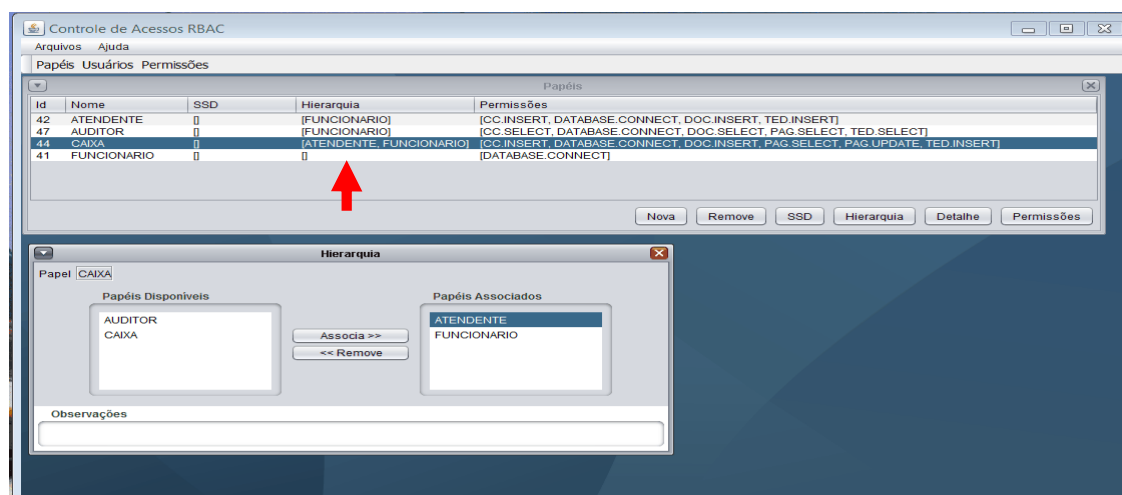 Controle de Acessos RBAC
Arquivos Ajuda
Papéis Usuários Permissões
Papéis
Id Nome SSD Hierarquia Permissões
42 ATENDENTE [] [FUNCIONARIO] [CC.INSERT, DATABASE.CONNECT, DOC.INSERT, TED.INSERT]
47 AUDITOR [] [FUNCIONARIO] [CC.SELECT, DATABASE.CONNECT, DOC.SELECT, PAG.SELECT, TED.SELECT]
44 CAIXA [] [ATENDENTE, FUNCIONARIO] [CC.INSERT, DATABASE.CONNECT, DOC.INSERT, PAG.SELECT, PAG.UPDATE, TED.INSERT]
41 FUNCIONARIO [] [] [DATABASE.CONNECT]
Nova Remove SSD Hierarquia Detalhe Permissões
Hierarquia
Papel CAIXA
Papéis Disponíveis Papéis Associados
AUDITOR ATENDENTE
CAIXA Associa >> FUNCIONARIO
<< Remove
Observações